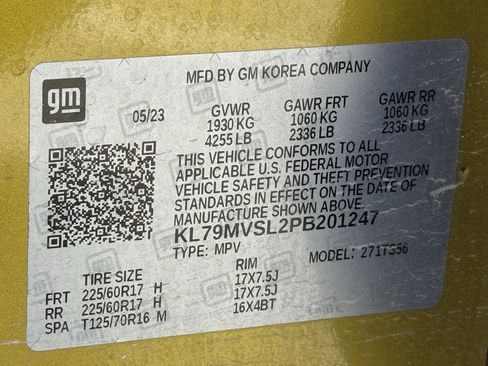 gm
MFD BY GM KOREA COMPANY
05/23 GVWR GAWR FRT GAWR RR
1930 KG 1060 KG 1060 KG
4255 LB 2336 LB 2336 LB
THIS VEHICLE CONFORMS TO ALL
APPLICABLE U.S. FEDERAL MOTOR
VEHICLE SAFETY AND THEFT PREVENTION
STANDARDS IN EFFECT ON THE DATE OF
MANUFACTURE SHOWN ABOVE.
KL79MVSL2PB201247
TYPE: MPV MODEL: 271TS56
TIRE SIZE RIM
FRT 225/60R17 H 17X7.5J
RR 225/60R17 H 17X7.5J
SPA T125/70R16 M 16X4BT